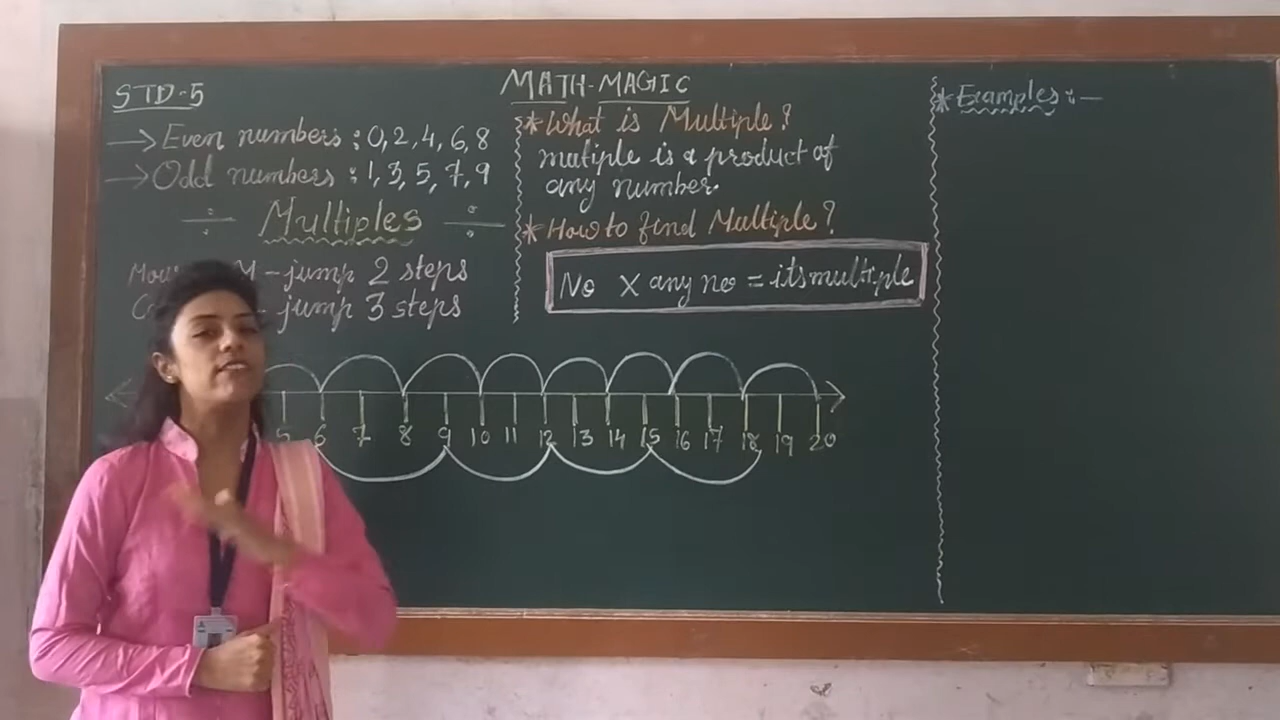 STD-5
MATH-MAGIC
→ Even numbers : 0, 2, 4, 6, 8
→ Odd numbers : 1, 3, 5, 7, 9
÷ Multiples ÷
M - jump 2 steps
- jump 3 steps
* What is Multiple?
mutiple is a product of
any number.
* How to find Multiple?
No X any no = its multiple
5 6 7 8 9 10 11 12 13 14 15 16 17 18 19 20
* Examples :-